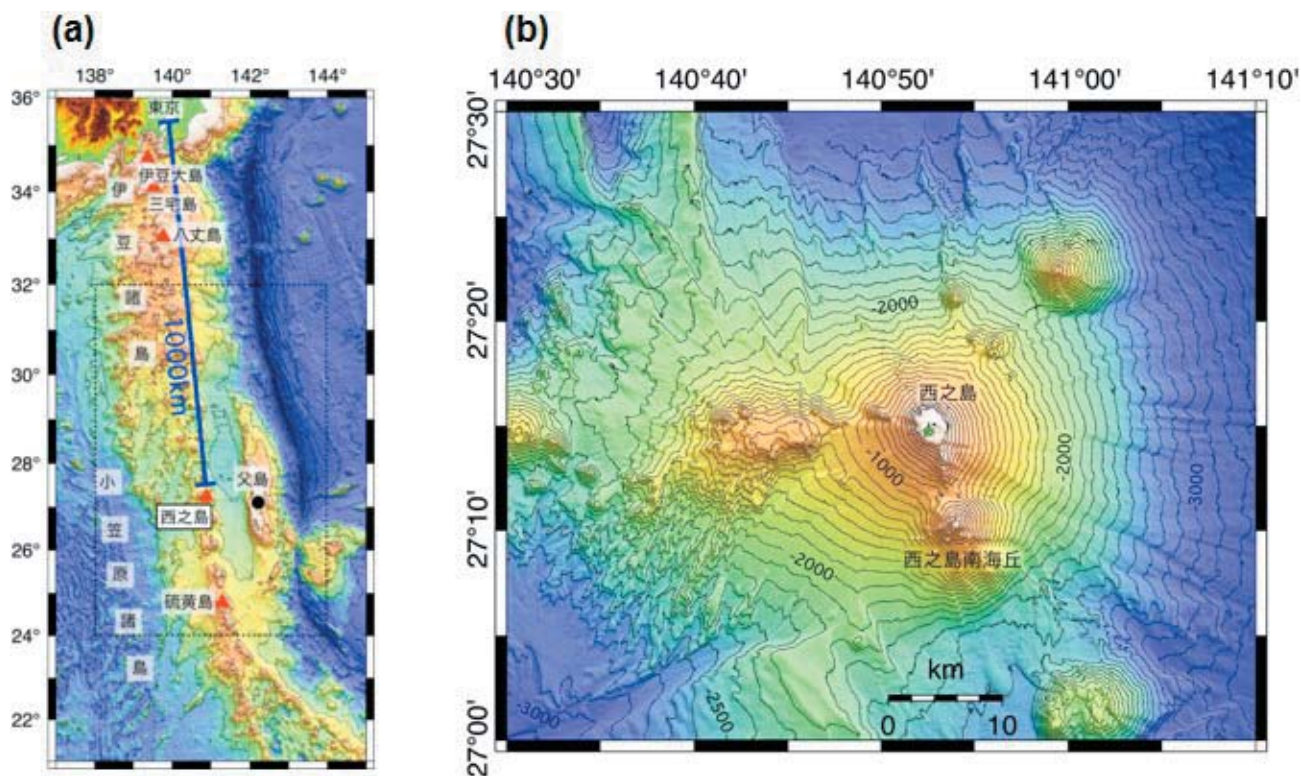 (a)
138° 140° 142° 144°
36°
東京
34°
伊豆大島
三宅島
八丈島
伊
豆
諸
島
32°
30°
1000km
28°
父島
西之島
小
笠
原
諸
島
26°
硫黄島
24°
22°
(b)
140°30' 140°40' 140°50' 141°00' 141°10'
27°30'
27°20'
-2000
西之島
-1000
-2000
-3000
27°10'
西之島南海丘
-2000
km
0 10
-3000
-2500
27°00'